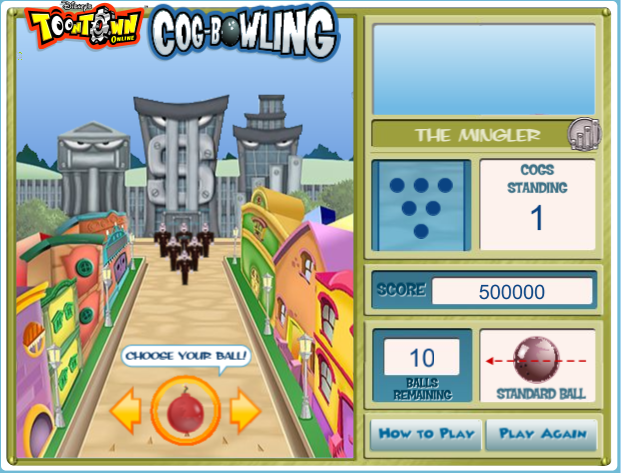 Disney's
TOONTOWN
ONLINE
COG-BOWLING
THE MINGLER
COGS
STANDING
1
SCORE
500000
CHOOSE YOUR BALL!
10
BALLS
REMAINING
STANDARD BALL
HOW TO PLAY
PLAY AGAIN